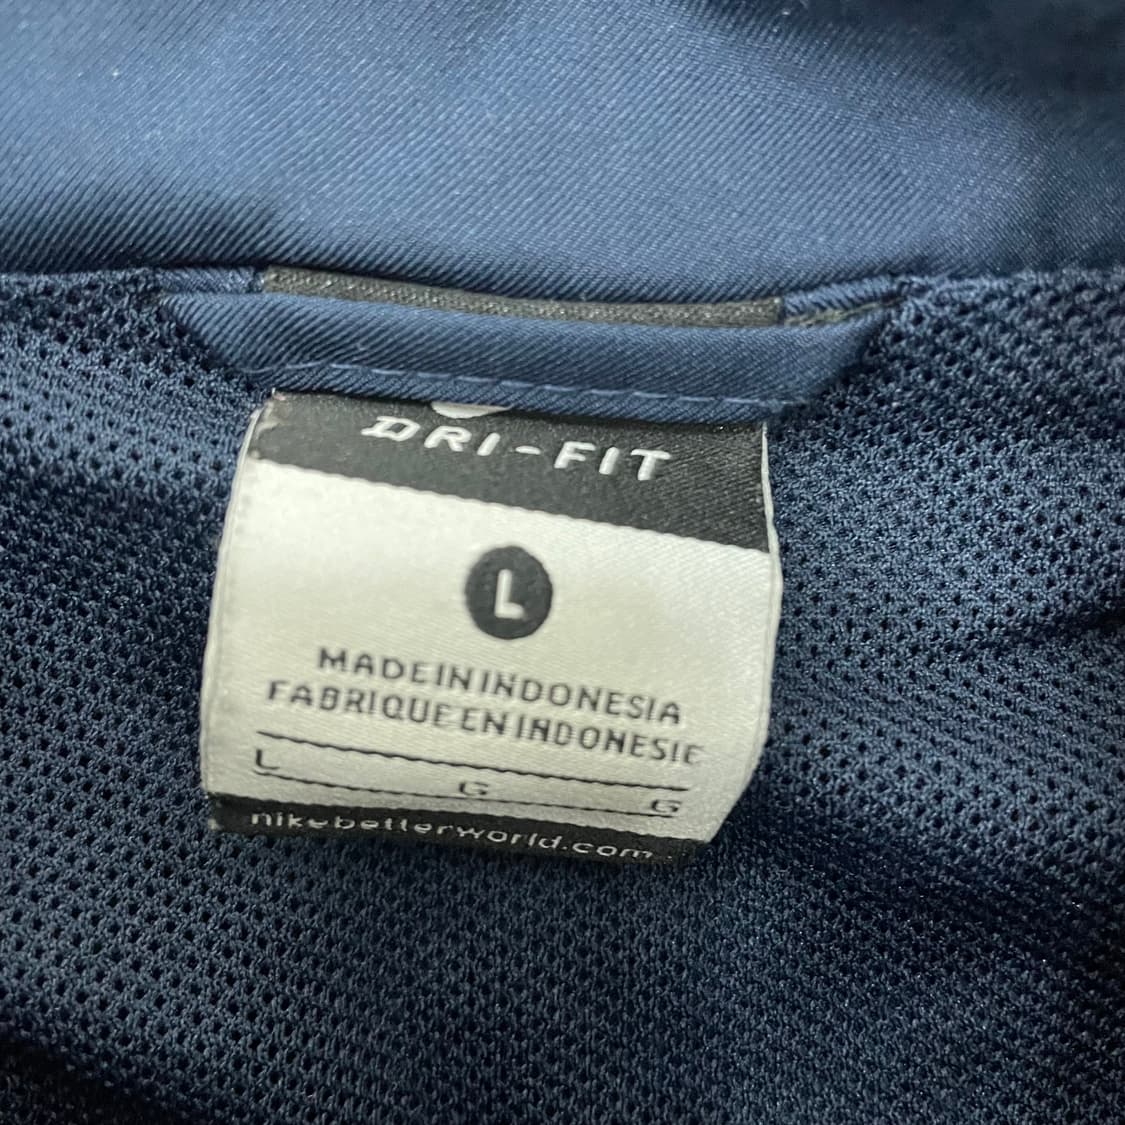 DRI-FIT
L
MADE IN INDONESIA
FABRIQUE EN INDONESIE
L G G
nikebetterworld.com